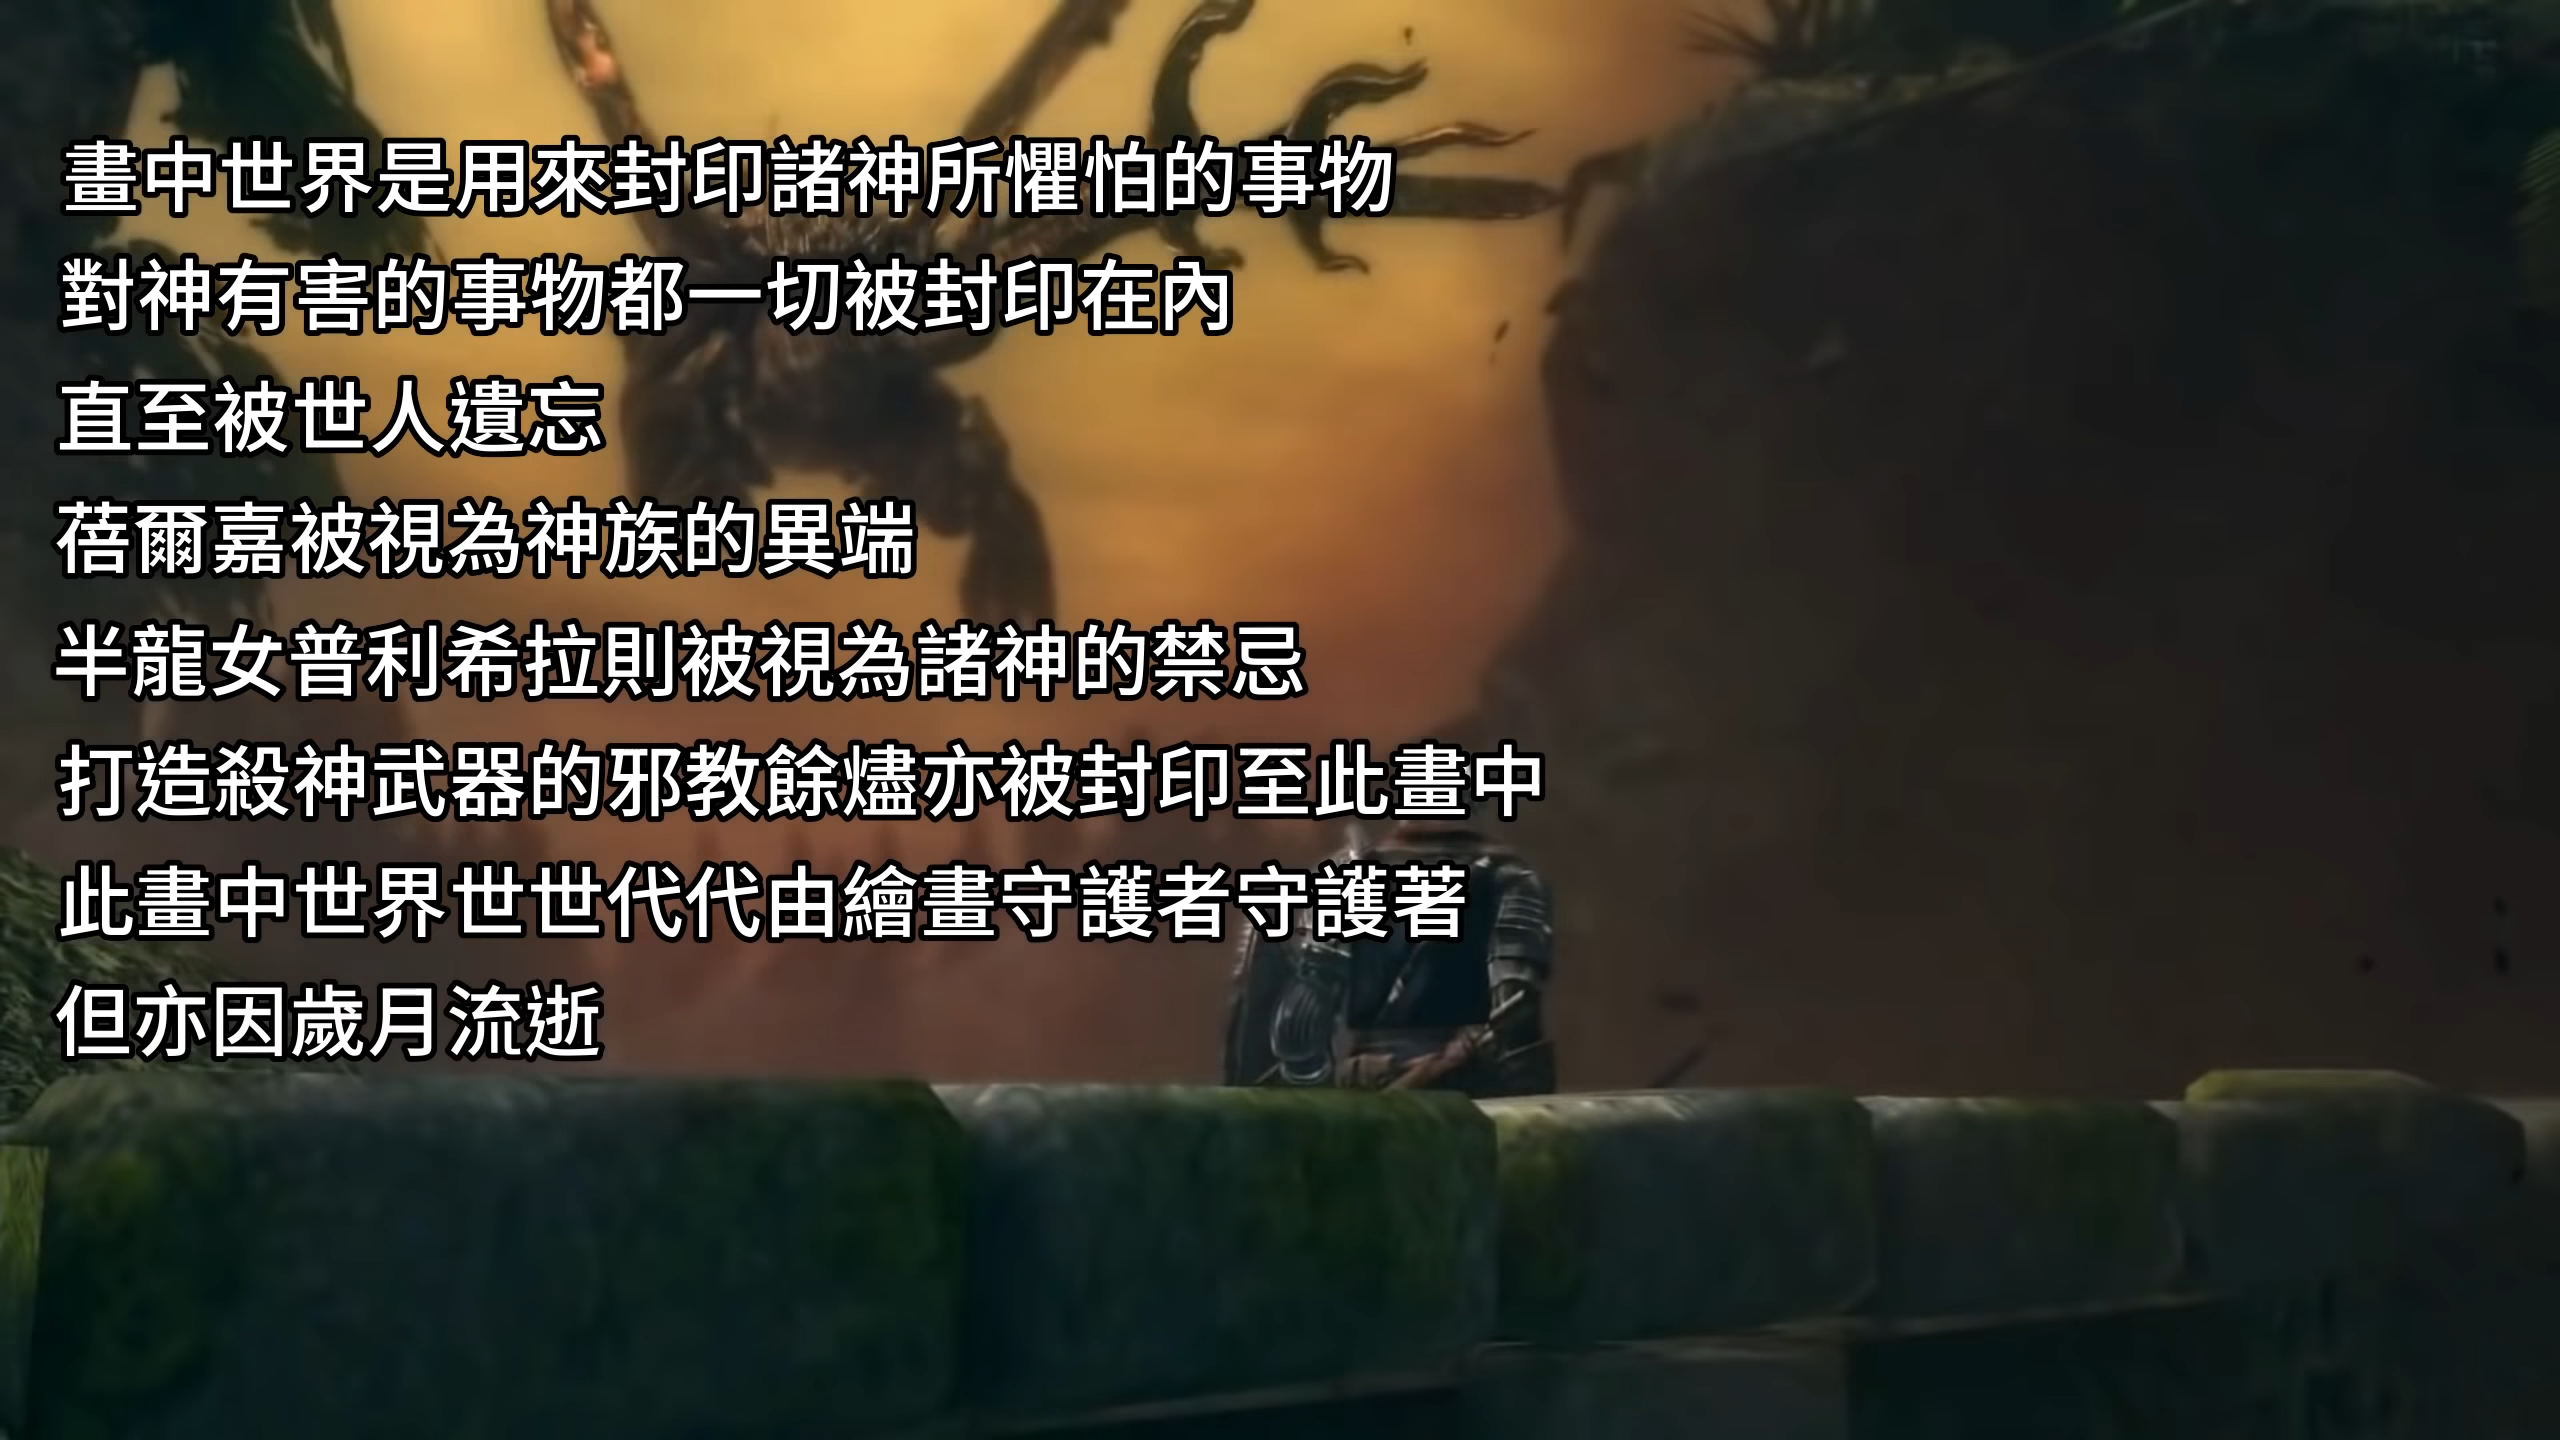 畫中世界是用來封印諸神所懼怕的事物
對神有害的事物都一切被封印在內
直至被世人遺忘
蓓爾嘉被視為神族的異端
半龍女普利希拉則被視為諸神的禁忌
打造殺神武器的邪教餘燼亦被封印至此畫中
此畫中世界世世代代由繪畫守護者守護著
但亦因歲月流逝